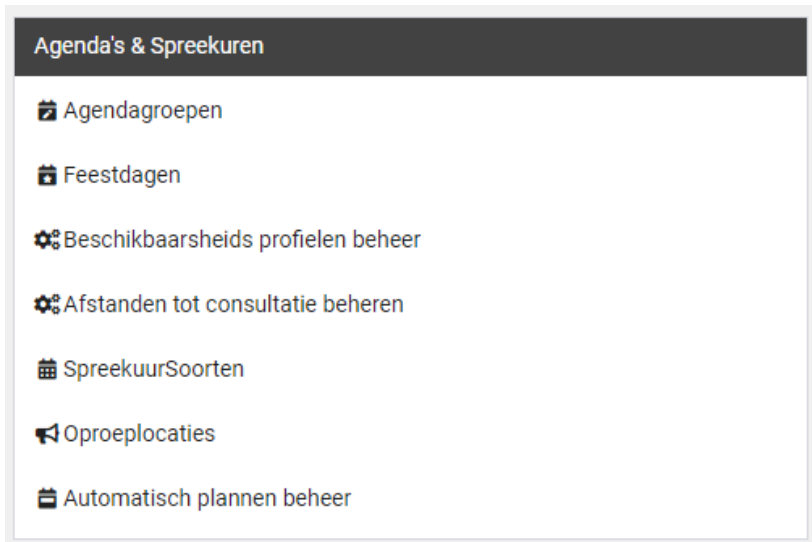 Agenda's & Spreekuren
Agendagroepen
Feestdagen
Beschikbaarsheids profielen beheer
Afstanden tot consultatie beheren
SpreekuurSoorten
Oproeplocaties
Automatisch plannen beheer